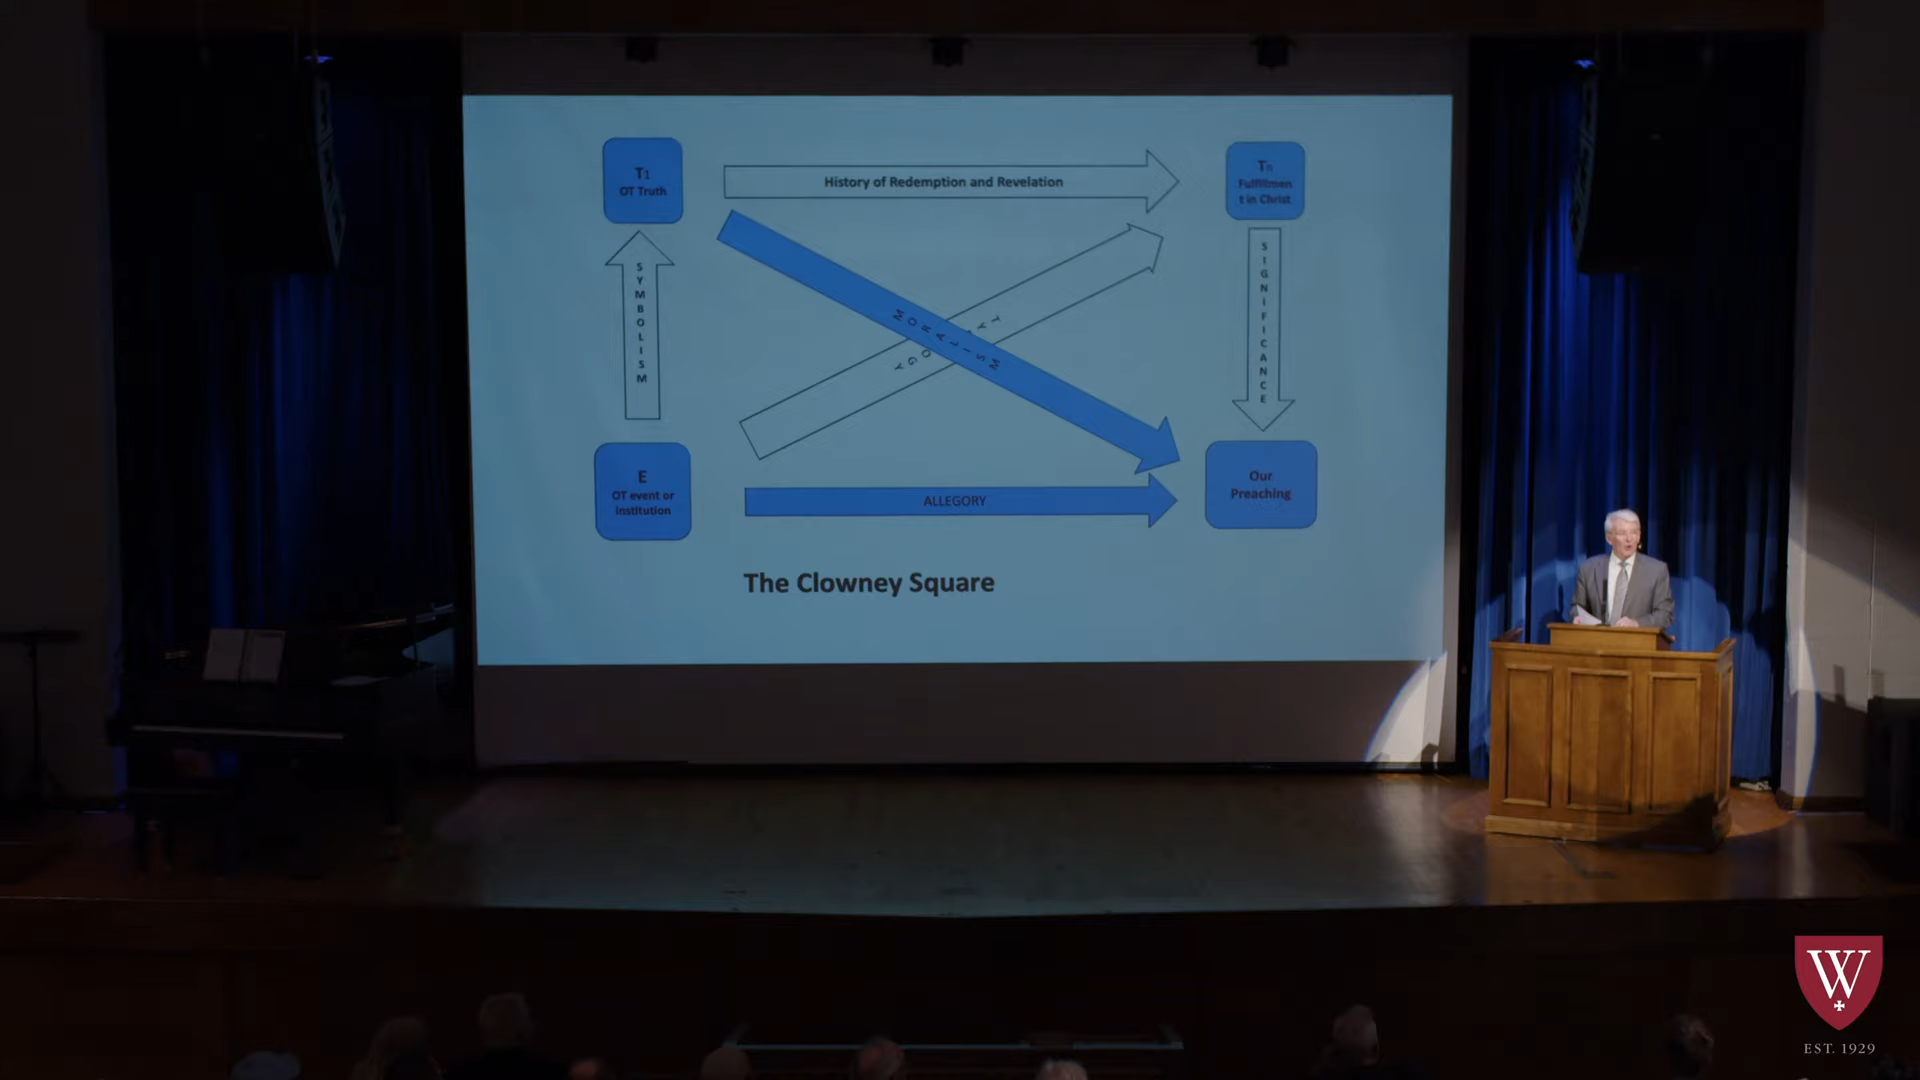 T1
OT Truth
History of Redemption and Revelation
Tn
Fulfillmen
t in Christ
SYMBOLISM
MORALISM
SIGNIFICANCE
E
OT event or
institution
ALLEGORY
Our
Preaching
The Clowney Square
W
EST. 1929